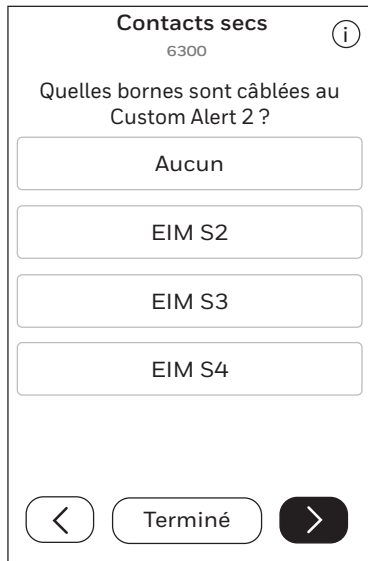 Contacts secs
6300
i
Quelles bornes sont câblées au
Custom Alert 2 ?
Aucun
EIM S2
EIM S3
EIM S4
Terminé